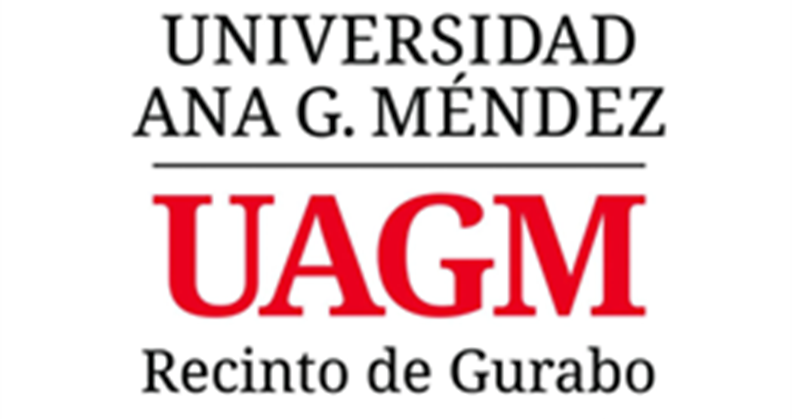 UNIVERSIDAD
ANA G. MÉNDEZ
UAGM
Recinto de Gurabo